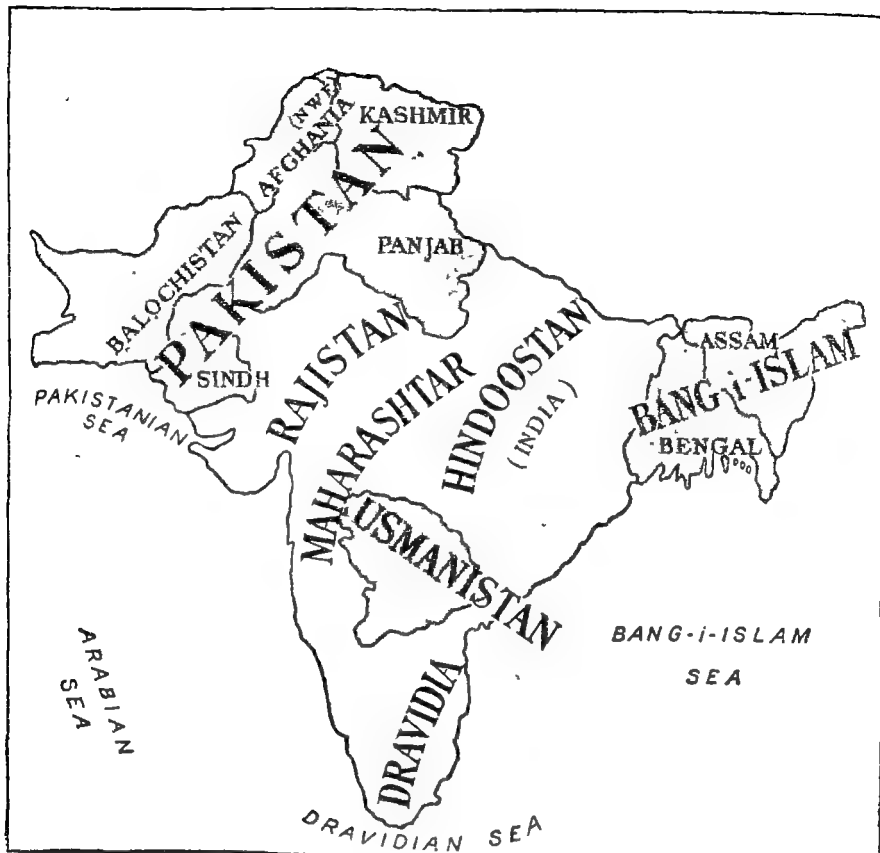 (NWF)
AFGHANIA
KASHMIR
PAKISTAN
PANJAB
BALOCHISTAN
SINDH
PAKISTANIAN
SEA
RAJISTAN
MAHARASHTAR
HINDOOSTAN
(INDIA)
ASSAM
BANG-i-ISLAM
BENGAL
USMANISTAN
ARABIAN
SEA
BANG-i-ISLAM
SEA
DRAVIDIA
DRAVIDIAN SEA